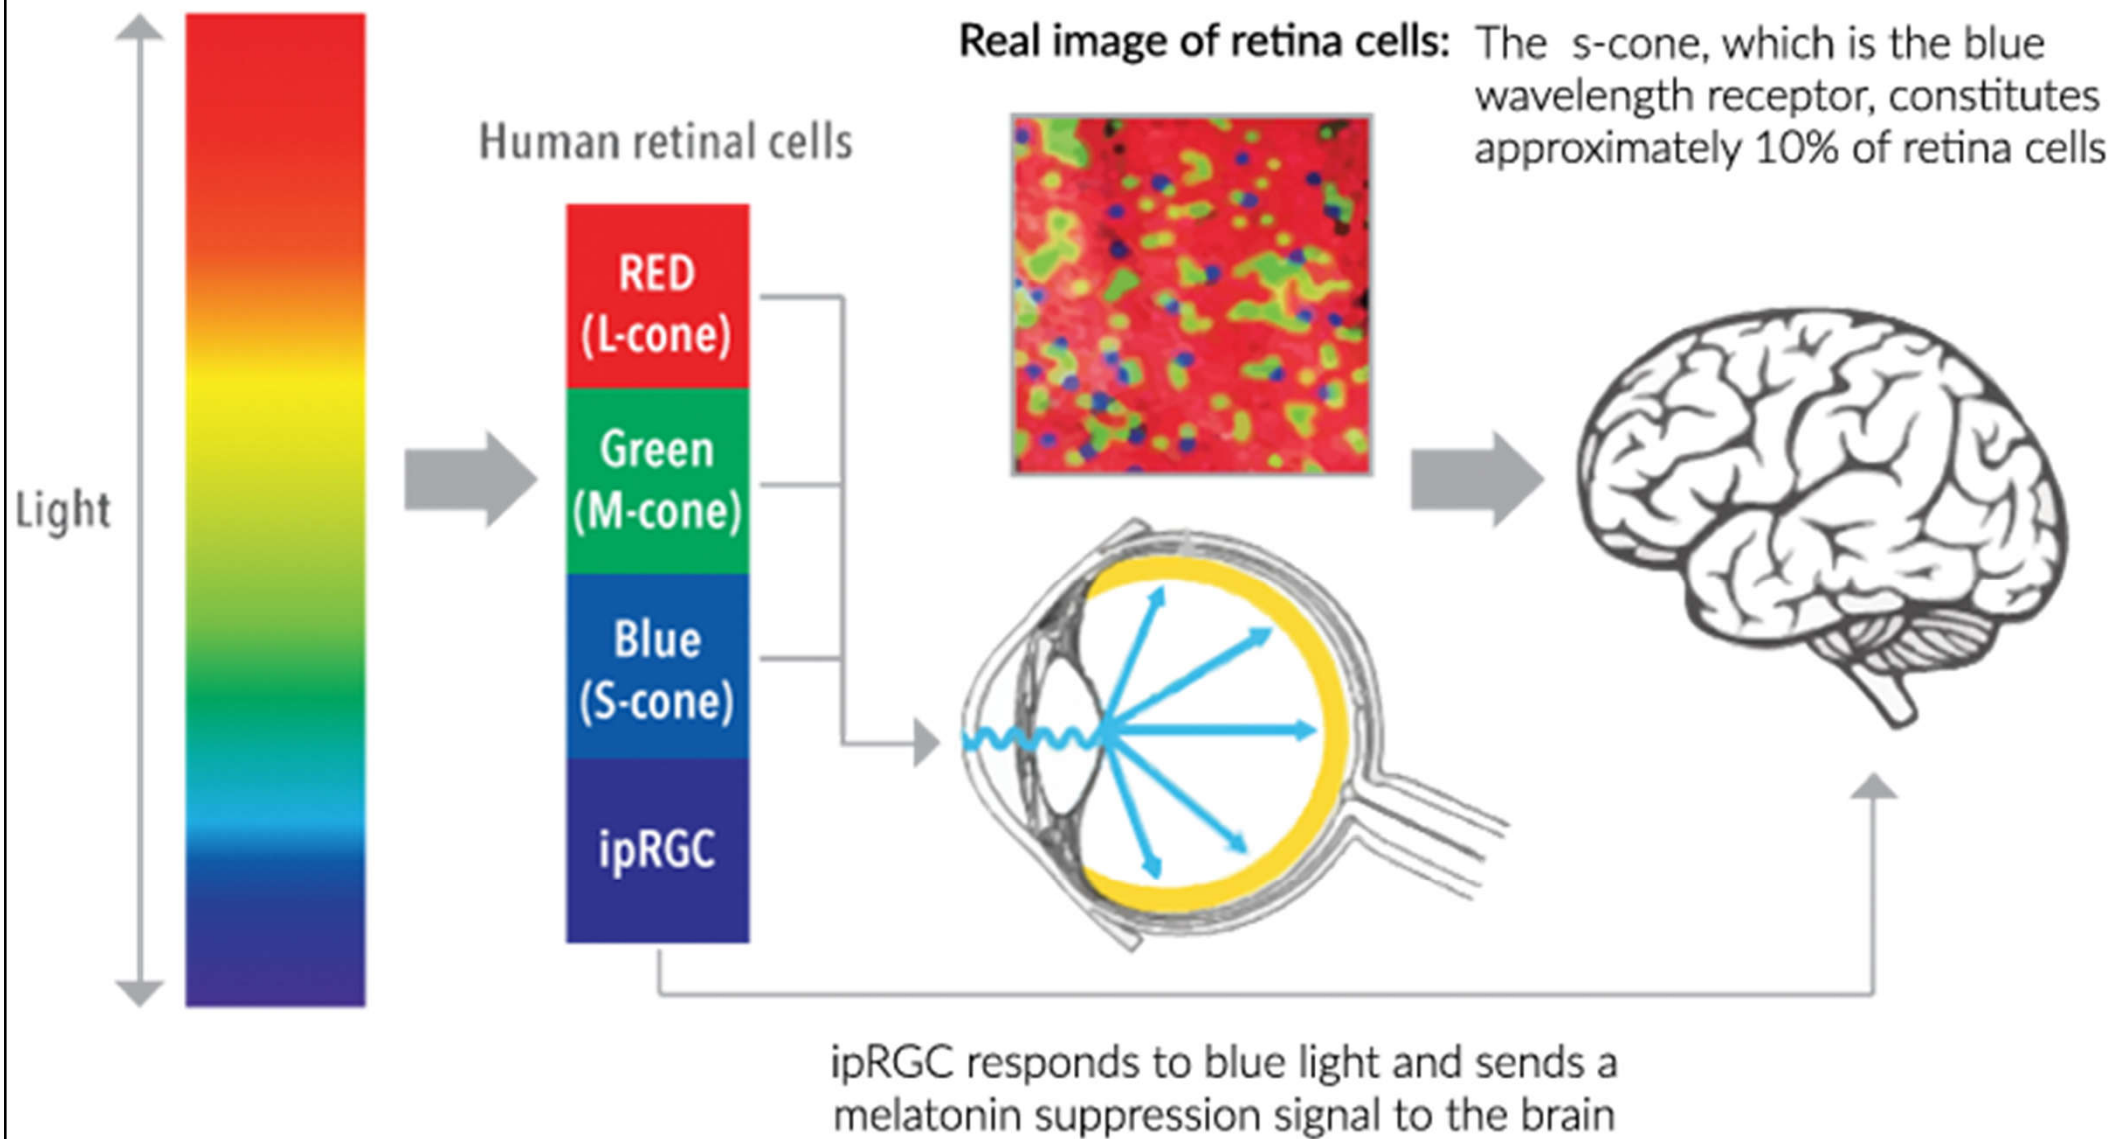 Real image of retina cells:
The s-cone, which is the blue
wavelength receptor, constitutes
approximately 10% of retina cells
Human retinal cells
Light
RED
(L-cone)
Green
(M-cone)
Blue
(S-cone)
ipRGC
ipRGC responds to blue light and sends a
melatonin suppression signal to the brain